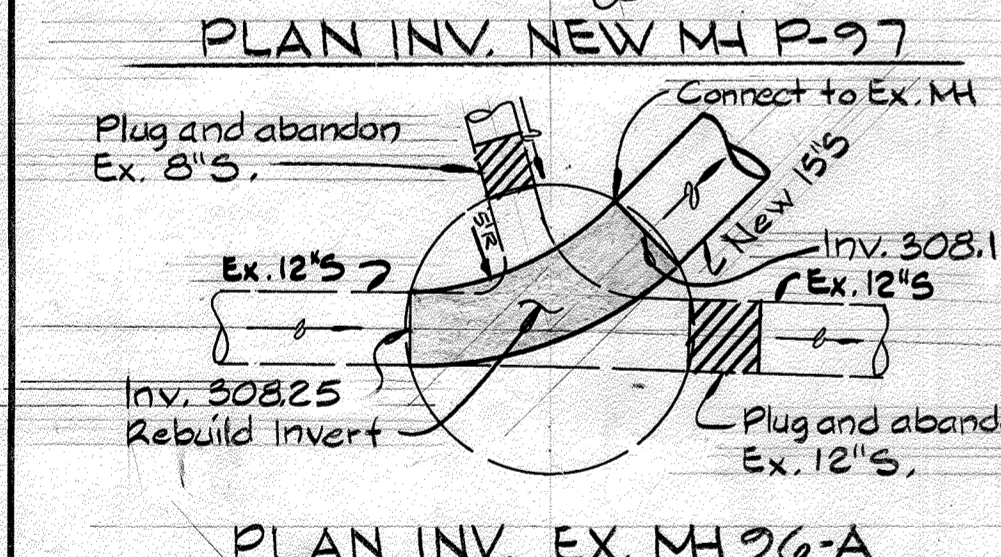 PLAN INV. NEW MH P-97
Connect to Ex. MH
Plug and abandon
Ex. 8"S.
New 15"S
Inv. 308.1
Ex. 12"S
Ex. 12"S
Inv. 308.25
Rebuild Invert
Plug and aband
Ex. 12"S.
PLAN INV. EX. MH 96-A